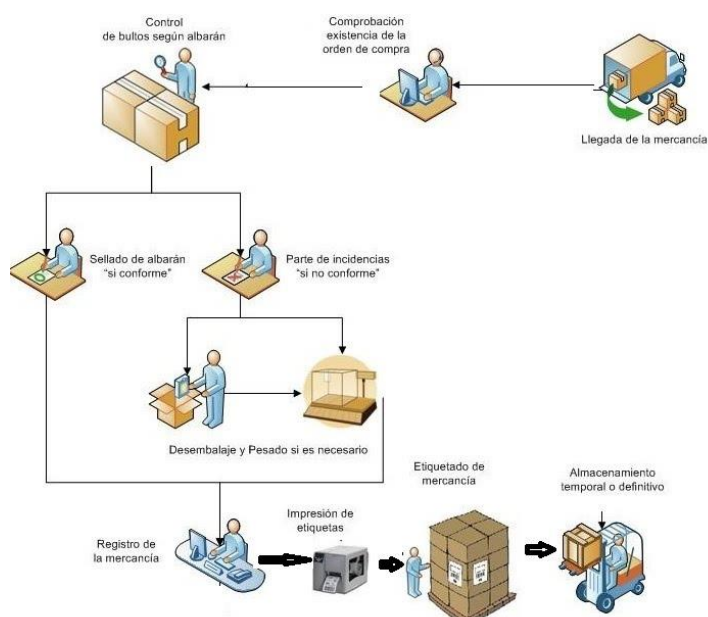 Control
de bultos según albarán
Comprobación
existencia de la
orden de compra
Llegada de la mercancía
Sellado de albarán
“si conforme”
Parte de incidencias
“si no conforme”
Desembalaje y Pesado si es necesario
Registro de
la mercancía
Impresión de
etiquetas
Etiquetado de
mercancía
Almacenamiento
temporal o definitivo